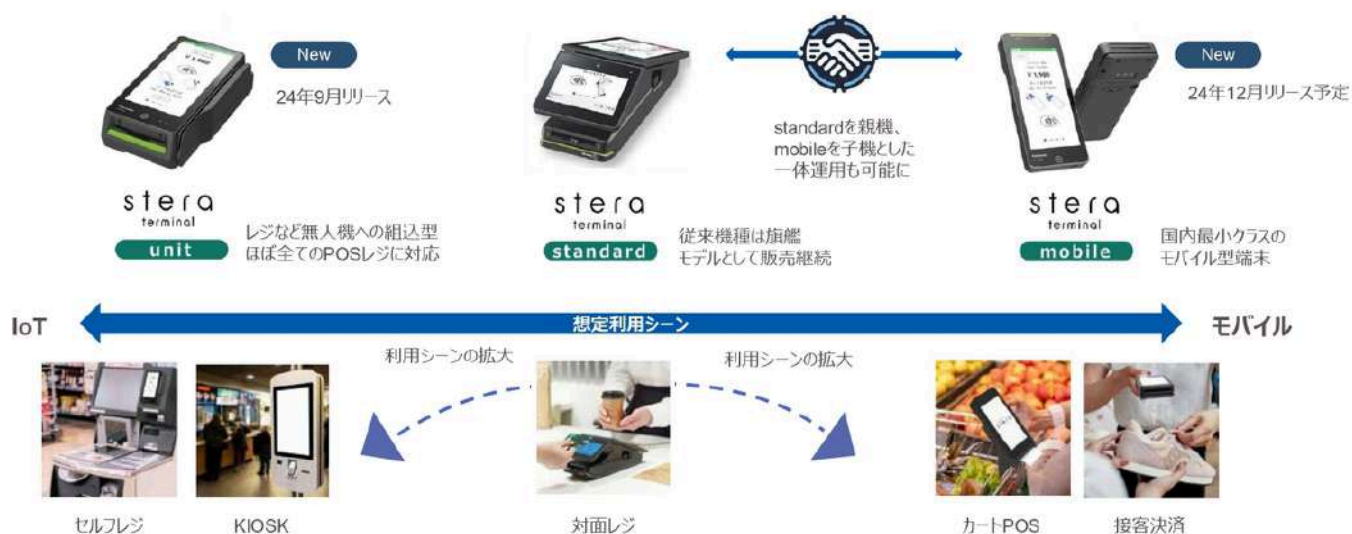 New
24年9月リリース
stera
terminal
unit
レジなど無人機への組込型
ほぼ全てのPOSレジに対応
stera
terminal
standard
従来機種は旗艦
モデルとして販売継続
standardを親機、
mobileを子機とした
一体運用も可能に
New
24年12月リリース予定
stera
terminal
mobile
国内最小クラスの
モバイル型端末
IoT
想定利用シーン
モバイル
利用シーンの拡大
利用シーンの拡大
セルフレジ
KIOSK
対面レジ
カートPOS
接客決済